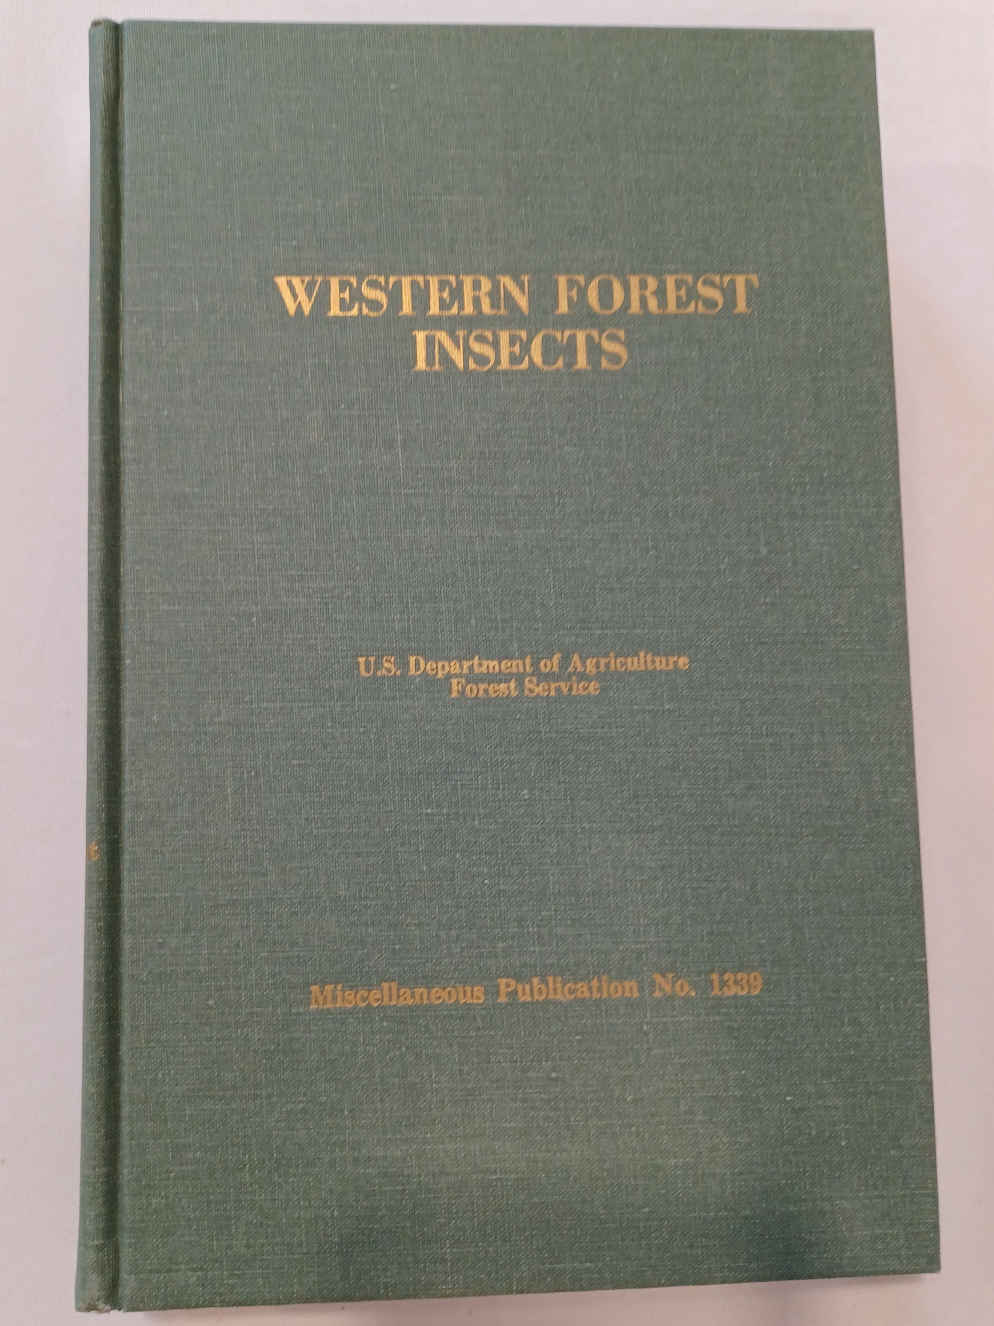 WESTERN FOREST
INSECTS
U.S. Department of Agriculture
Forest Service
Miscellaneous Publication No. 1339